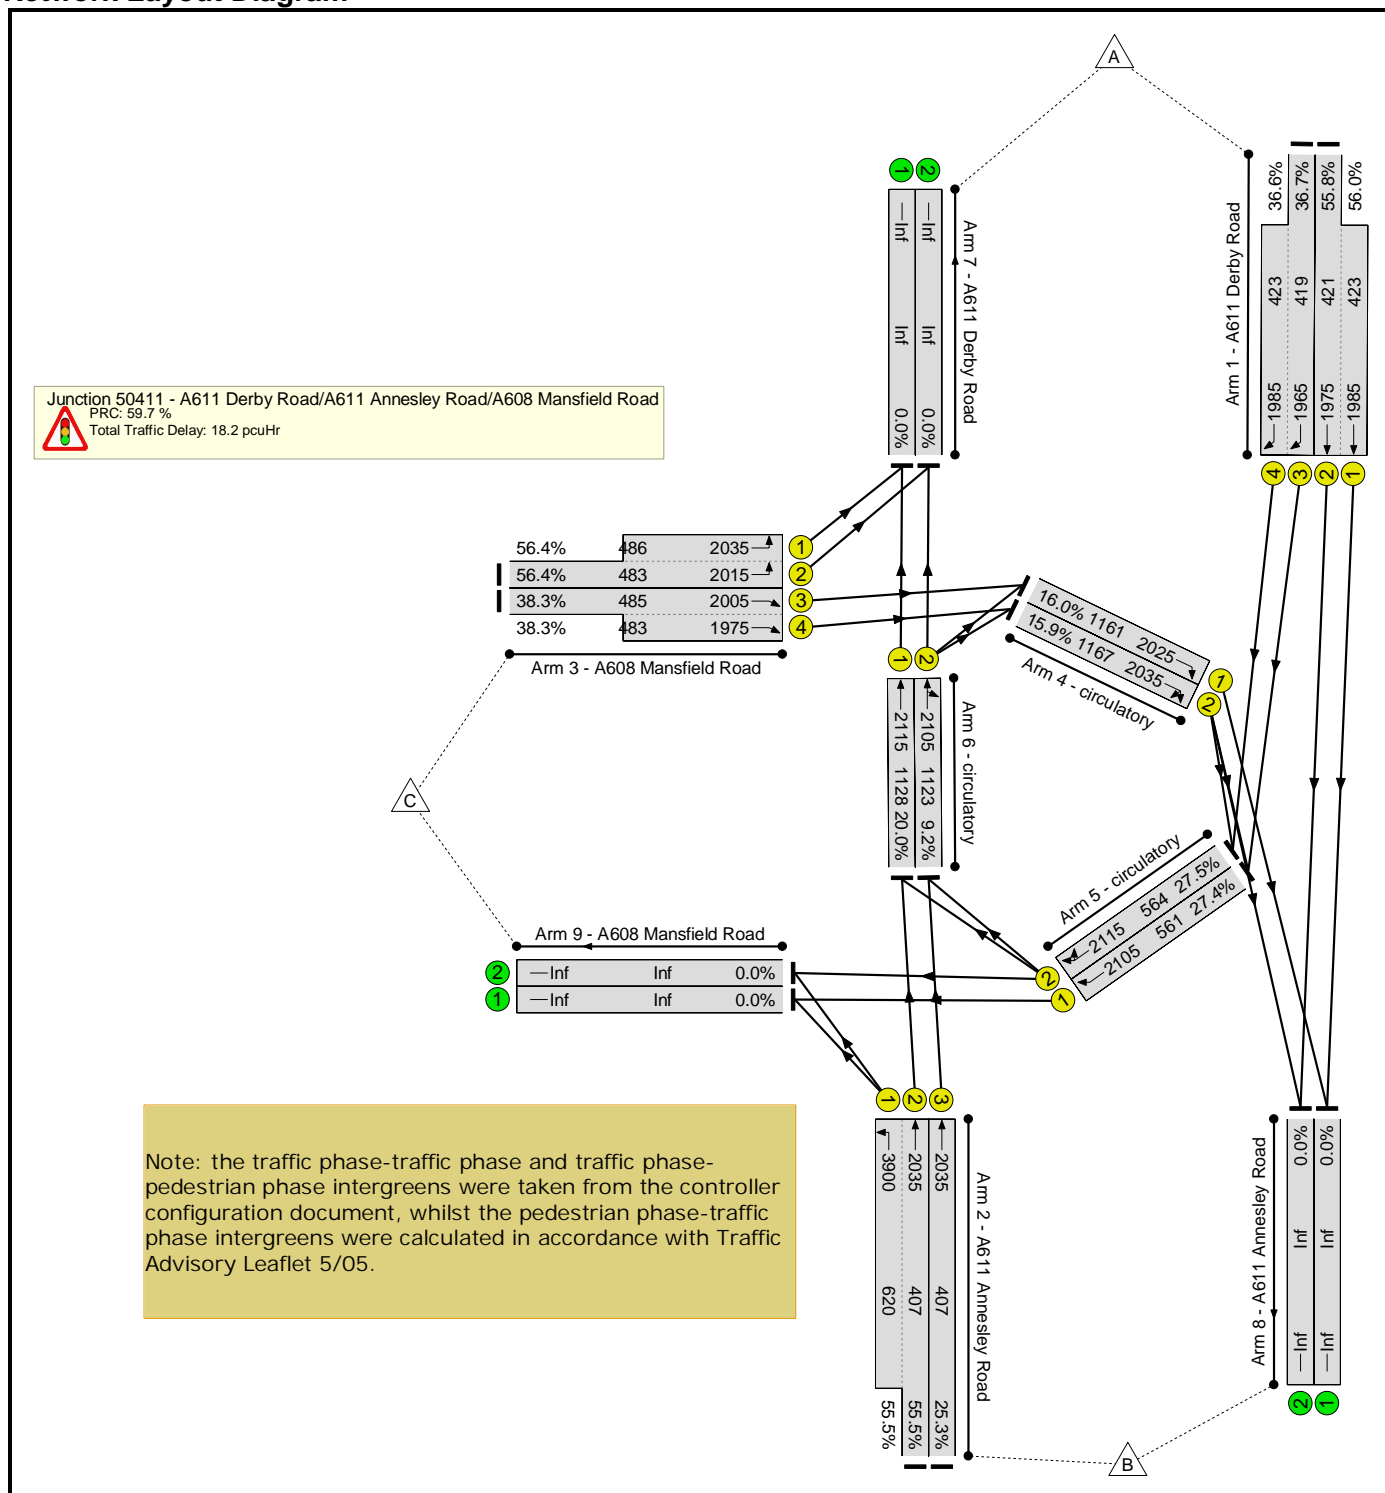 Network Layout Diagram
A
1
2
Inf
Inf
Inf
Inf
0.0%
0.0%
Arm 7 - A611 Derby Road
Arm 1 - A611 Derby Road
36.6%
36.7%
55.8%
56.0%
423
419
421
423
1985
1965
1975
1985
4
3
2
1
Junction 50411 - A611 Derby Road/A611 Annesley Road/A608 Mansfield Road
PRC: 59.7 %
Total Traffic Delay: 18.2 pcuHr
56.4% 486 2035 1
56.4% 483 2015 2
38.3% 485 2005 3
38.3% 483 1975 4
Arm 3 - A608 Mansfield Road
16.0% 1161 2025 1
15.9% 1167 2035 2
Arm 4 - circulatory
1
2
2115 1128 20.0%
2105 1123 9.2%
Arm 6 - circulatory
C
Arm 5 - circulatory
2115 564 27.5%
2105 561 27.4%
2
1
Arm 9 - A608 Mansfield Road
2 Inf Inf 0.0%
1 Inf Inf 0.0%
1
2
3
3900
2035
2035
620
407
407
55.5%
55.5%
25.3%
Arm 2 - A611 Annesley Road
Arm 8 - A611 Annesley Road
0.0%
0.0%
Inf
Inf
Inf
Inf
2
1
B
Note: the traffic phase-traffic phase and traffic phase-
pedestrian phase intergreens were taken from the controller
configuration document, whilst the pedestrian phase-traffic
phase intergreens were calculated in accordance with Traffic
Advisory Leaflet 5/05.